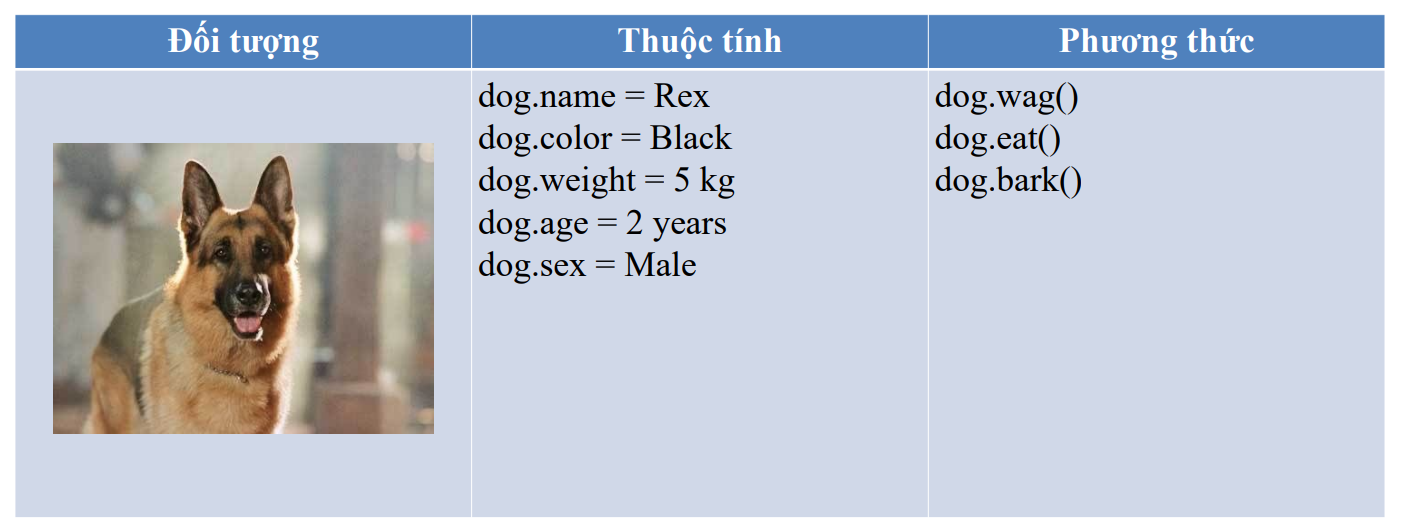 Đối tượng
Thuộc tính
Phương thức
dog.name = Rex
dog.color = Black
dog.weight = 5 kg
dog.age = 2 years
dog.sex = Male
dog.wag()
dog.eat()
dog.bark()